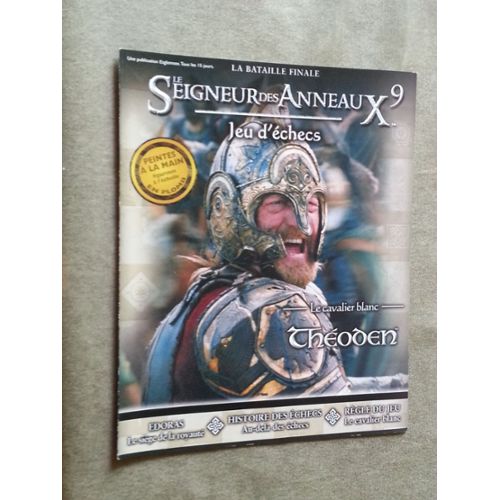 Une publication Eaglemoss Tous les 15 jours.
LA BATAILLE FINALE
LE
SEIGNEUR DES ANNEAUX
9
Jeu d'échecs
PEINTES
À LA MAIN
EN PLOMB
Le cavalier blanc
Théoden
EDORAS
Le siège de la royauté
HISTOIRE DES ÉCHECS
Au-delà des échecs
RÈGLE DU JEU
Le cavalier blanc